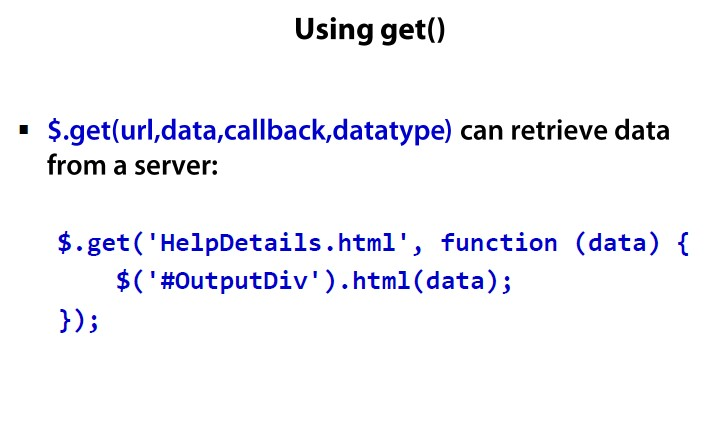 Using get()
▪ $.get(url,data,callback,datatype) can retrieve data
from a server:
$.get('HelpDetails.html', function (data) {
    $('#OutputDiv').html(data);
});